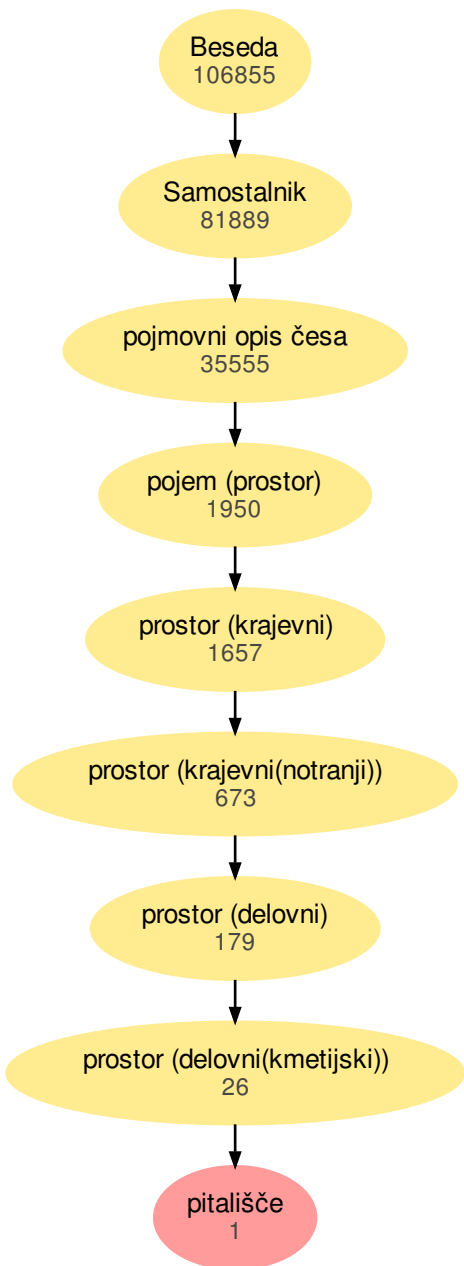 Beseda
106855
Samostalnik
81889
pojmovni opis česa
35555
pojem (prostor)
1950
prostor (krajevni)
1657
prostor (krajevni(notranji))
673
prostor (delovni)
179
prostor (delovni(kmetijski))
26
pitališče
1